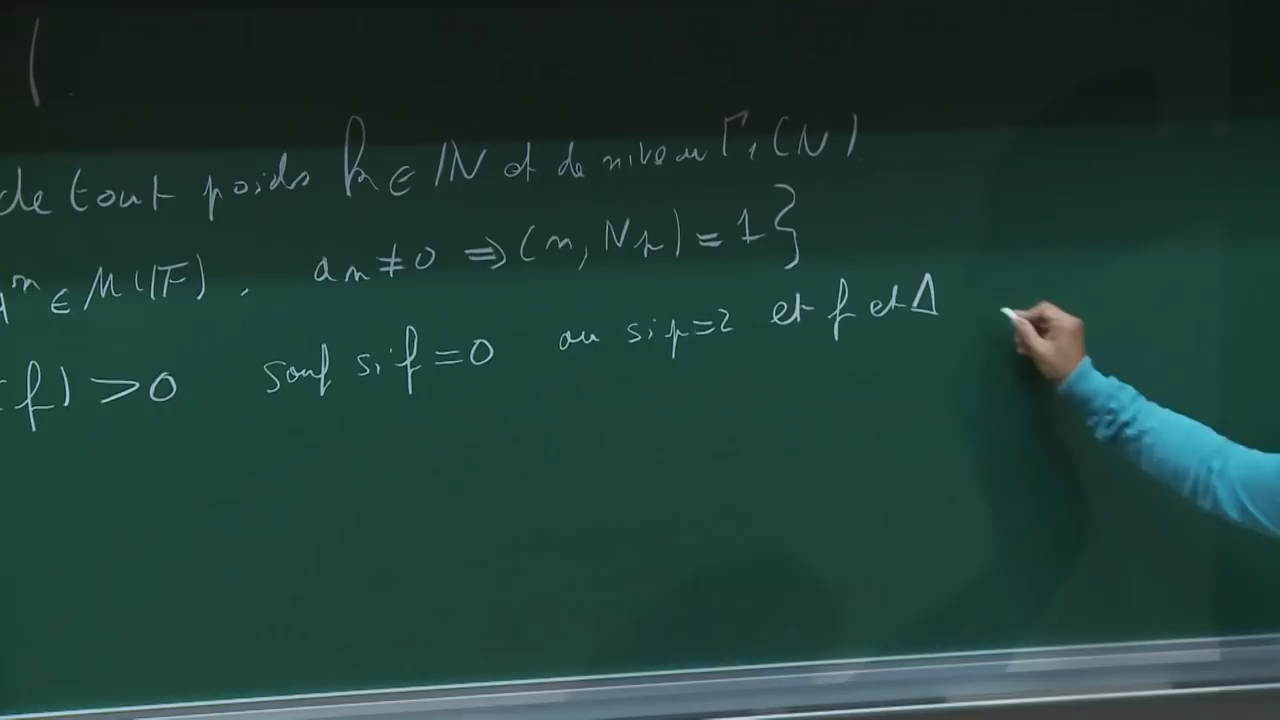 de tout poids k ∈ ℕ et de niveau Γ₁(N).
qⁿ ∈ M(𝔽), aₙ ≠ 0 ⇒ (n, Np) = 1}
(f) > 0 sauf si f = 0 ou si p = 2 et f et Δ